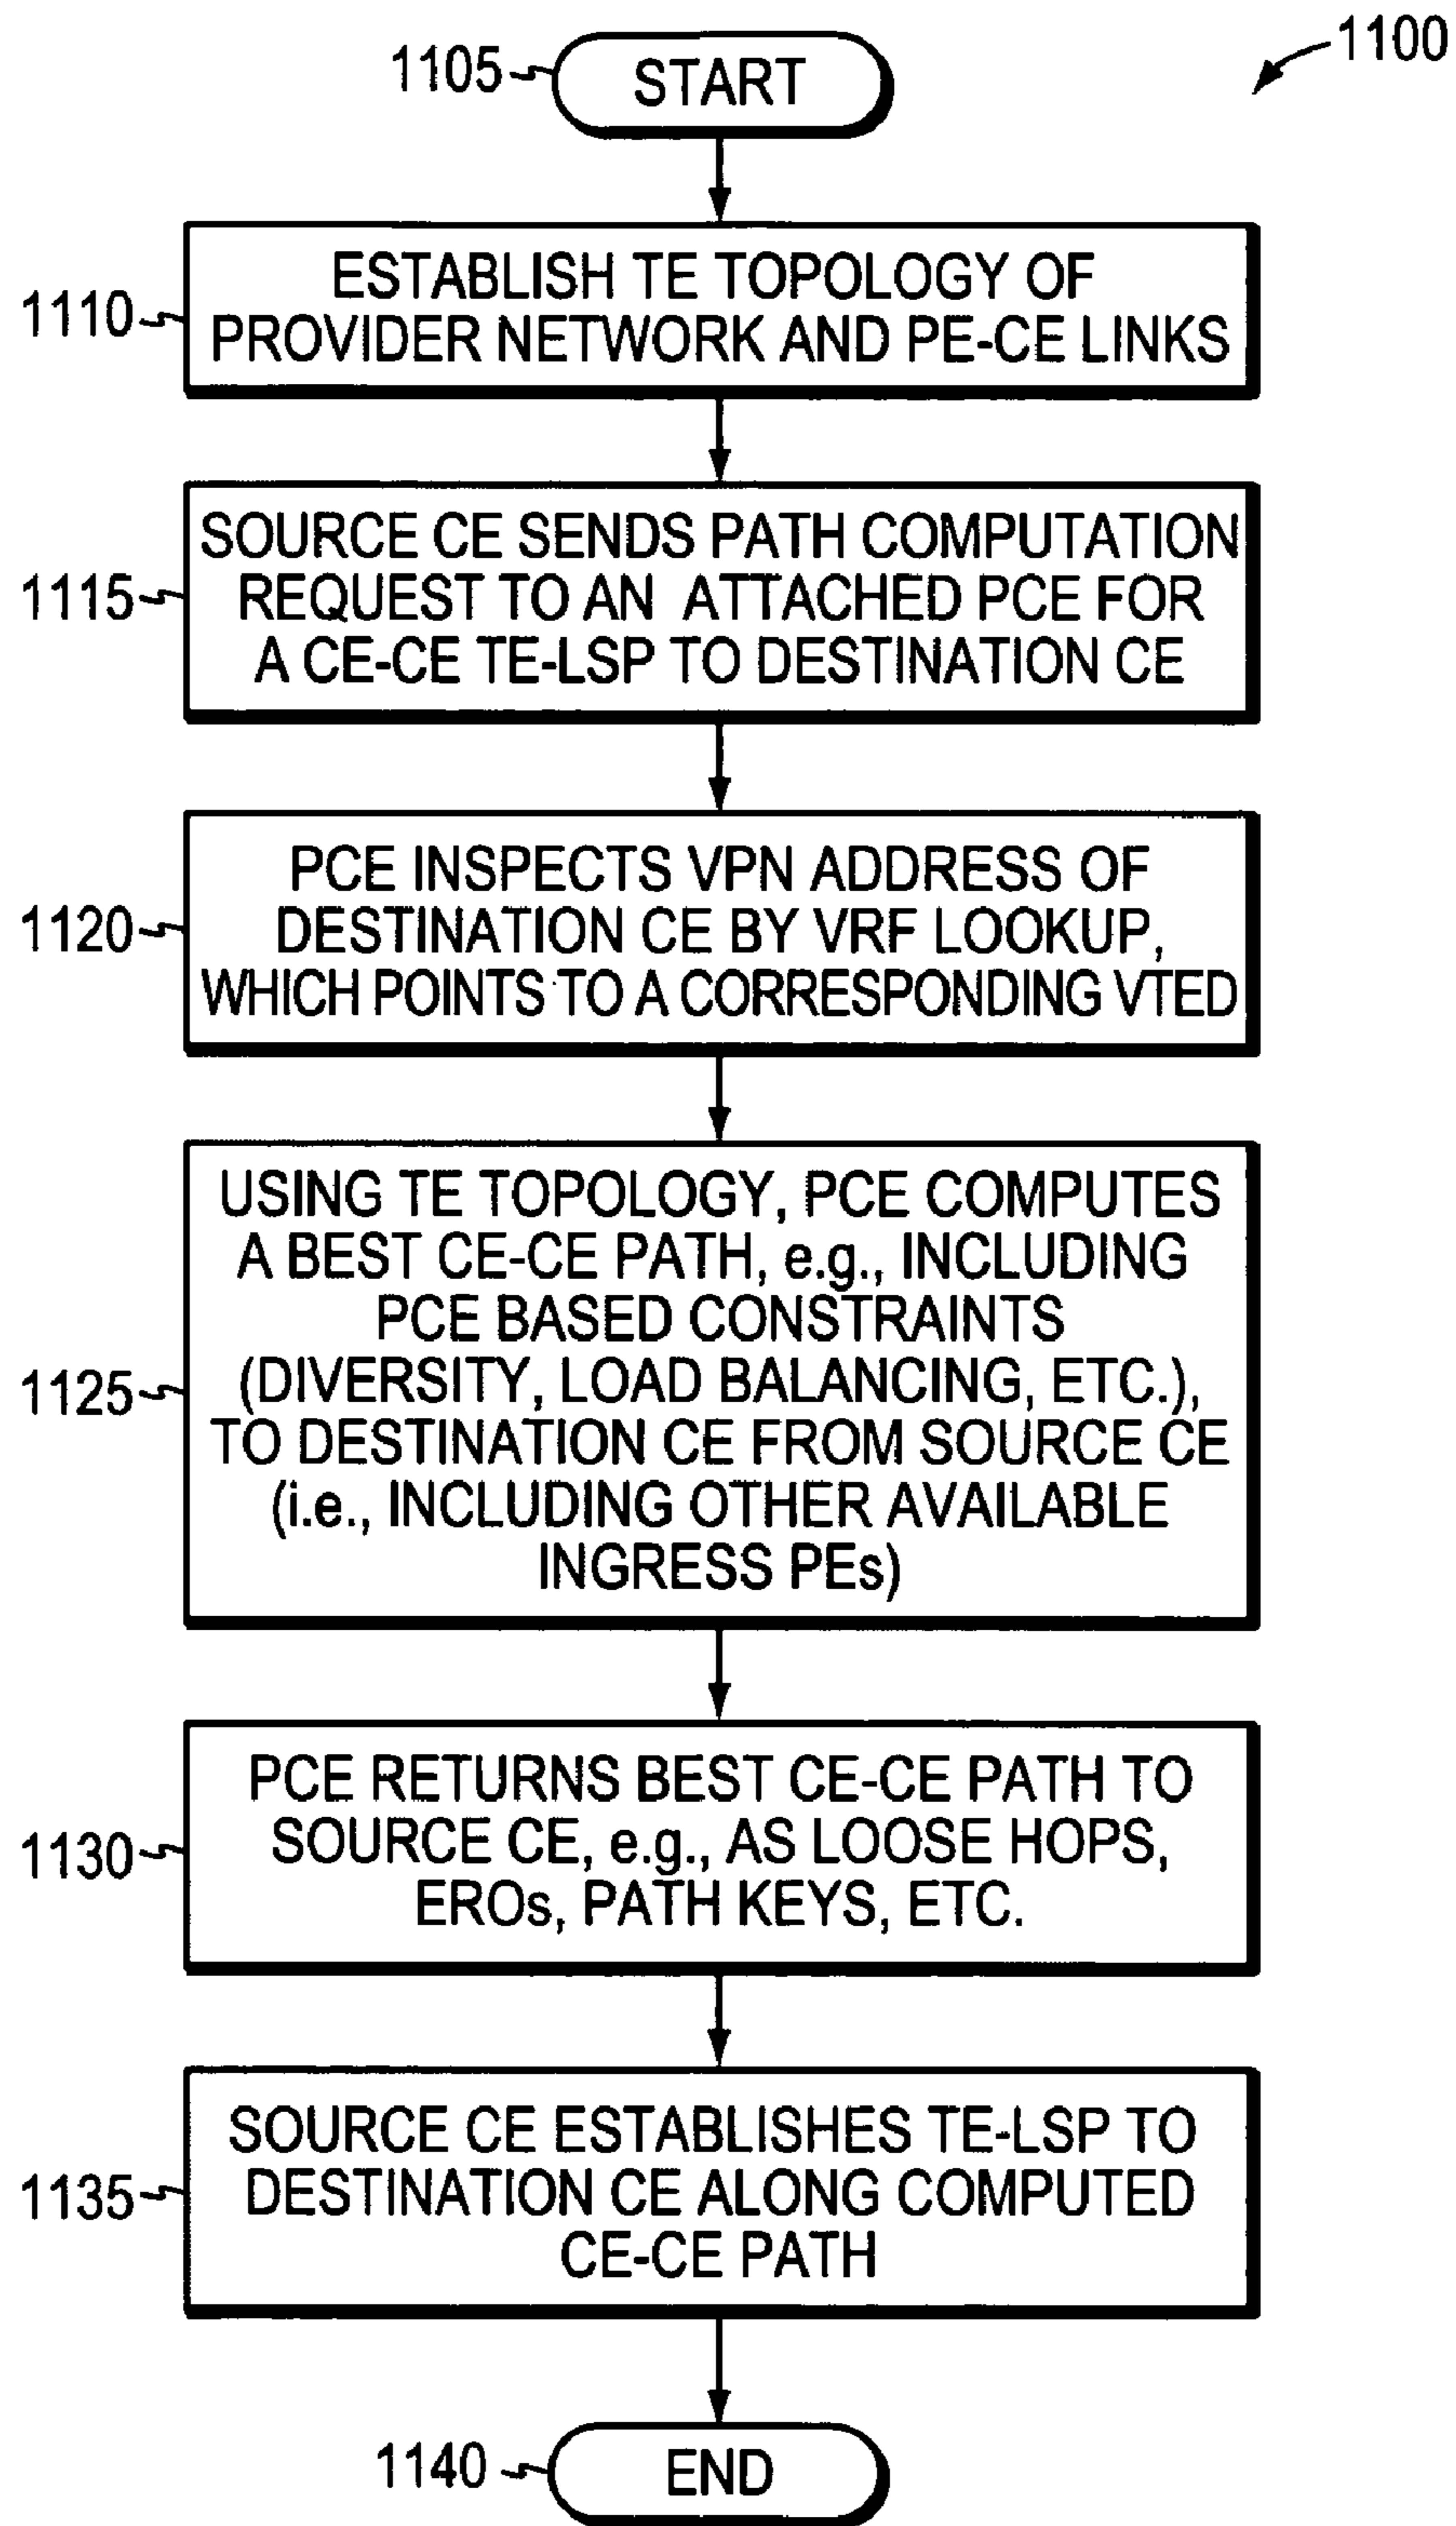 1100
1105
START
1110
ESTABLISH TE TOPOLOGY OF
PROVIDER NETWORK AND PE-CE LINKS
1115
SOURCE CE SENDS PATH COMPUTATION
REQUEST TO AN ATTACHED PCE FOR
A CE-CE TE-LSP TO DESTINATION CE
1120
PCE INSPECTS VPN ADDRESS OF
DESTINATION CE BY VRF LOOKUP,
WHICH POINTS TO A CORRESPONDING VTED
1125
USING TE TOPOLOGY, PCE COMPUTES
A BEST CE-CE PATH, e.g., INCLUDING
PCE BASED CONSTRAINTS
(DIVERSITY, LOAD BALANCING, ETC.),
TO DESTINATION CE FROM SOURCE CE
(i.e., INCLUDING OTHER AVAILABLE
INGRESS PEs)
1130
PCE RETURNS BEST CE-CE PATH TO
SOURCE CE, e.g., AS LOOSE HOPS,
EROs, PATH KEYS, ETC.
1135
SOURCE CE ESTABLISHES TE-LSP TO
DESTINATION CE ALONG COMPUTED
CE-CE PATH
1140
END